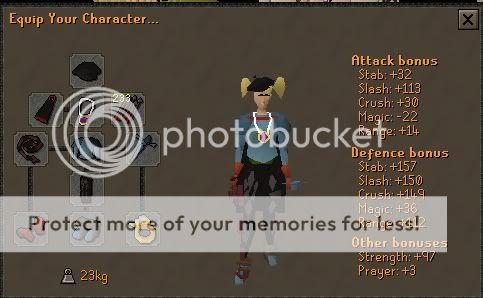 Equip Your Character...
233
photobucket
Protect more of your memories for less!
23kg
Attack bonus
Stab: +32
Slash: +113
Crush: +30
Magic: -22
Range: +14
Defence bonus
Stab: +157
Slash: +150
Crush: +149
Magic: +36
Other bonuses
Strength: +97
Prayer: +3